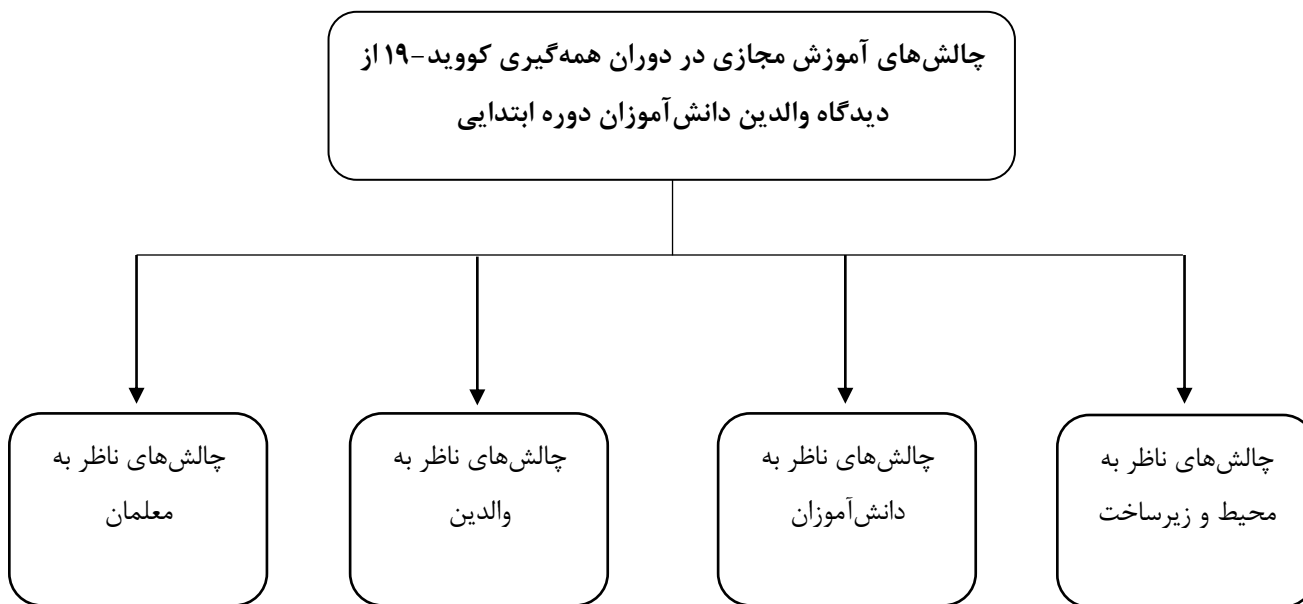 چالش‌های آموزش مجازی در دوران همه‌گیری کووید-۱۹ از
دیدگاه والدین دانش‌آموزان دوره ابتدایی
چالش‌های ناظر به
محیط و زیرساخت
چالش‌های ناظر به
دانش‌آموزان
چالش‌های ناظر به
والدین
چالش‌های ناظر به
معلمان